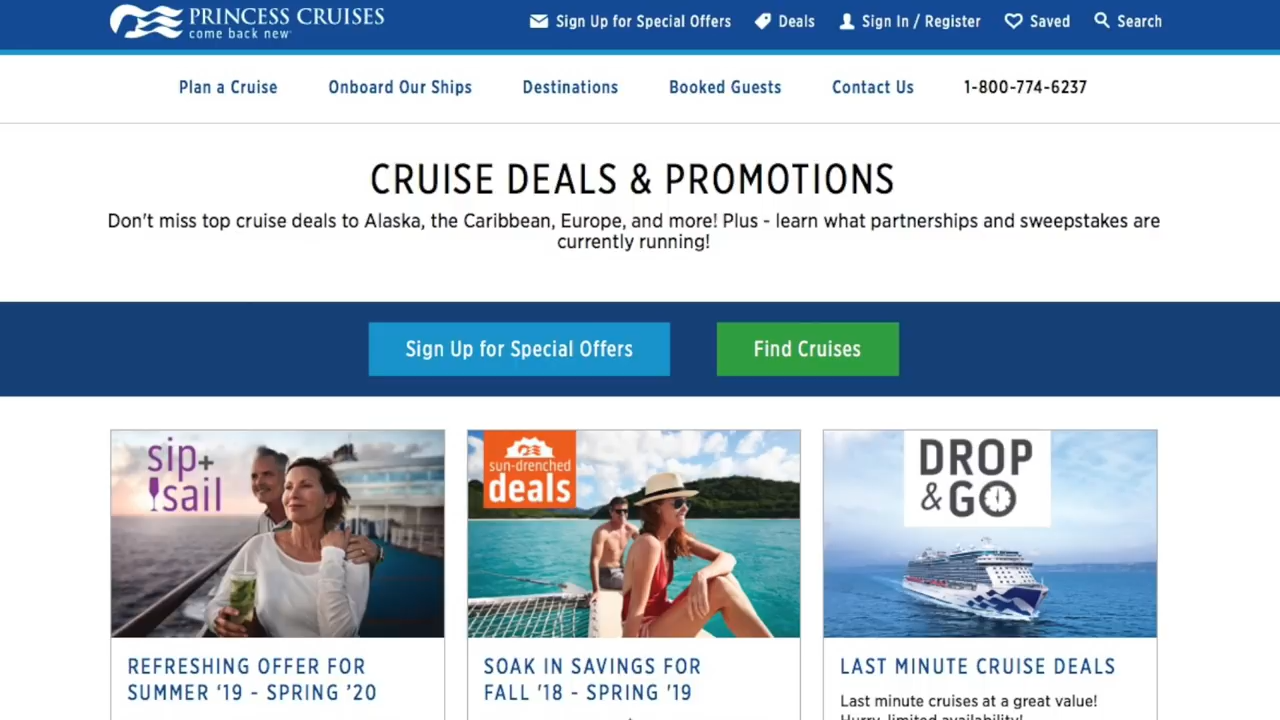 PRINCESS CRUISES
come back new
Sign Up for Special Offers
Deals
Sign In / Register
Saved
Search
Plan a Cruise
Onboard Our Ships
Destinations
Booked Guests
Contact Us
1-800-774-6237
CRUISE DEALS & PROMOTIONS
Don't miss top cruise deals to Alaska, the Caribbean, Europe, and more! Plus - learn what partnerships and sweepstakes are
currently running!
Sign Up for Special Offers
Find Cruises
sip+
sail
REFRESHING OFFER FOR
SUMMER '19 - SPRING '20
sun-drenched
deals
SOAK IN SAVINGS FOR
FALL '18 - SPRING '19
DROP
&GO
LAST MINUTE CRUISE DEALS
Last minute cruises at a great value!
Hurry, limited availability!